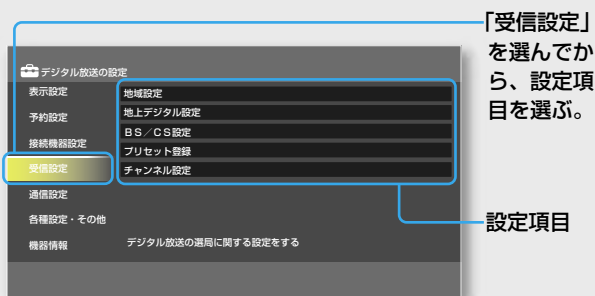 デジタル放送の設定
表示設定
予約設定
接続機器設定
受信設定
通信設定
各種設定・その他
機器情報
地域設定
地上デジタル設定
BS／CS設定
プリセット登録
チャンネル設定
デジタル放送の選局に関する設定をする
「受信設定」
を選んでか
ら、設定項
目を選ぶ。
設定項目